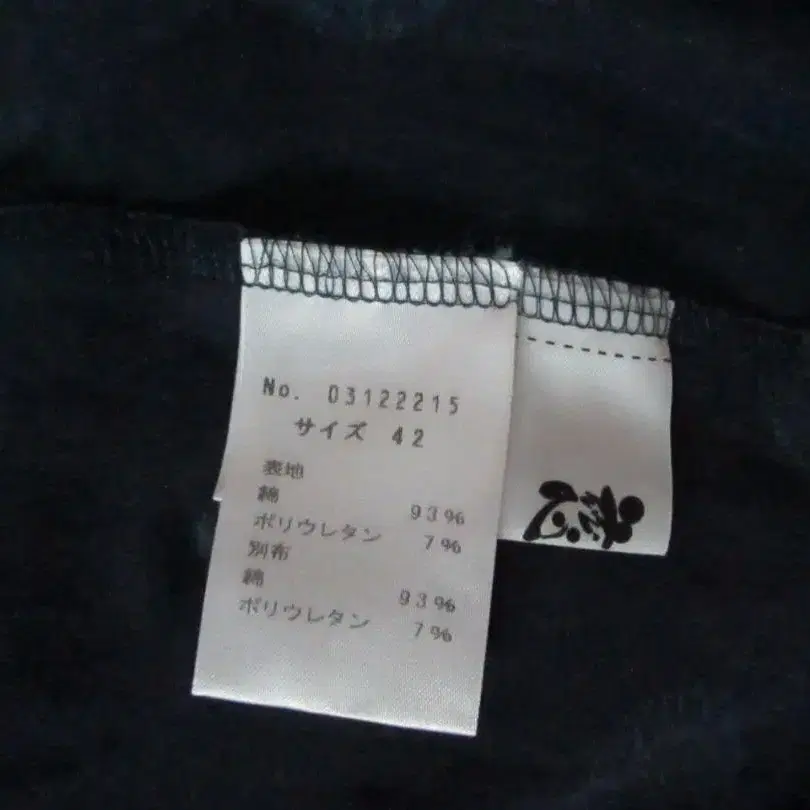 No. 03122215
サイズ 42
表地
綿 93%
ポリウレタン 7%
別布
綿 93%
ポリウレタン 7%